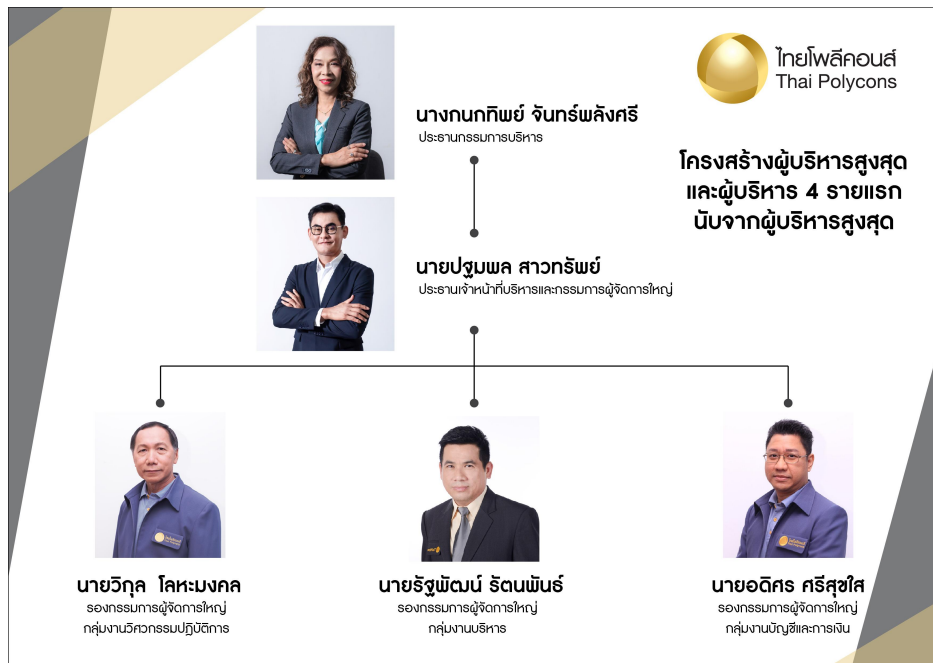 ไทยโพลีคอนส์
Thai Polycons
โครงสร้างผู้บริหารสูงสุด
และผู้บริหาร 4 รายแรก
นับจากผู้บริหารสูงสุด
นางกนกทิพย์ จันทร์พลังศรี
ประธานกรรมการบริหาร
นายปฐมพล สาวทรัพย์
ประธานเจ้าหน้าที่บริหารและกรรมการผู้จัดการใหญ่
นายวิกุล โลหะมงคล
รองกรรมการผู้จัดการใหญ่
กลุ่มงานวิศวกรรมปฏิบัติการ
นายรัฐพัฒน์ รัตนพันธ์
รองกรรมการผู้จัดการใหญ่
กลุ่มงานบริหาร
นายอดิศร ศรีสุขใส
รองกรรมการผู้จัดการใหญ่
กลุ่มงานบัญชีและการเงิน